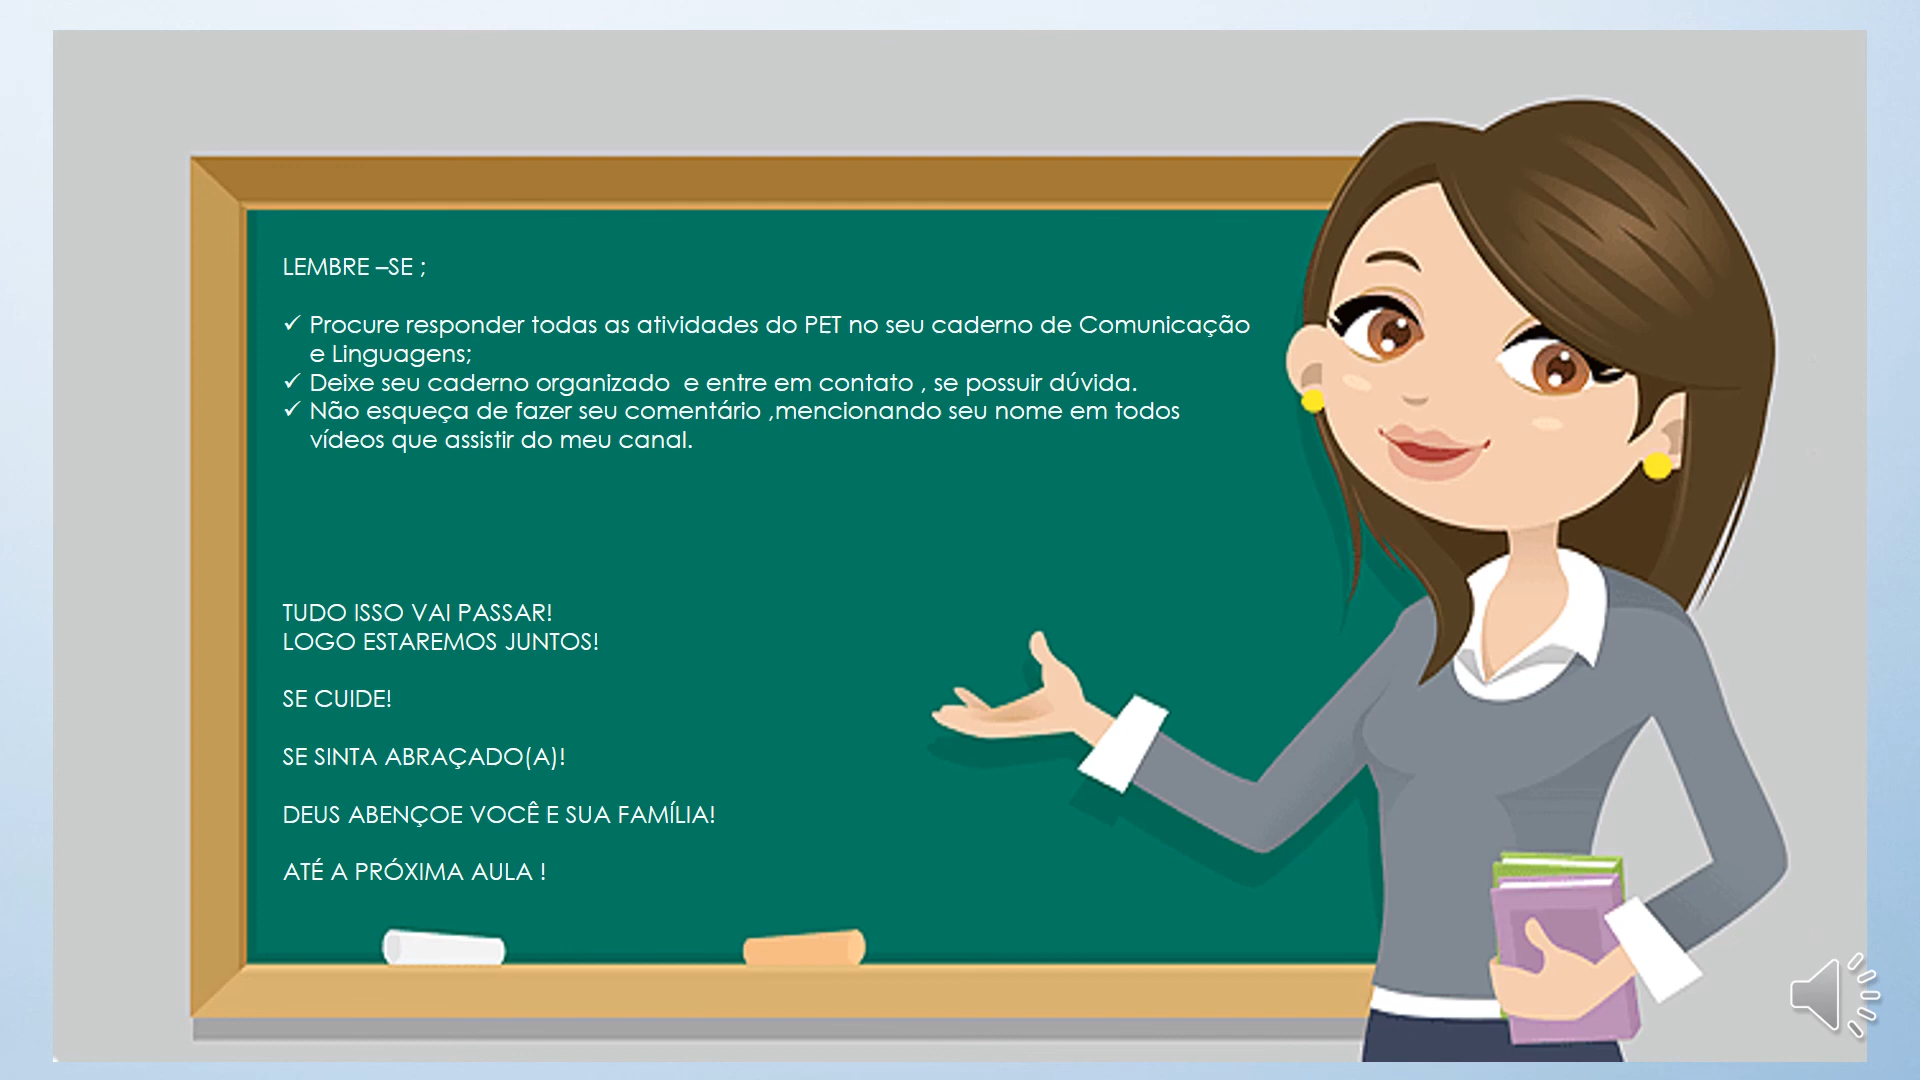 LEMBRE –SE ;
✓ Procure responder todas as atividades do PET no seu caderno de Comunicação
e Linguagens;
✓ Deixe seu caderno organizado  e entre em contato , se possuir dúvida.
✓ Não esqueça de fazer seu comentário ,mencionando seu nome em todos
vídeos que assistir do meu canal.
TUDO ISSO VAI PASSAR!
LOGO ESTAREMOS JUNTOS!
SE CUIDE!
SE SINTA ABRAÇADO(A)!
DEUS ABENÇOE VOCÊ E SUA FAMÍLIA!
ATÉ A PRÓXIMA AULA !